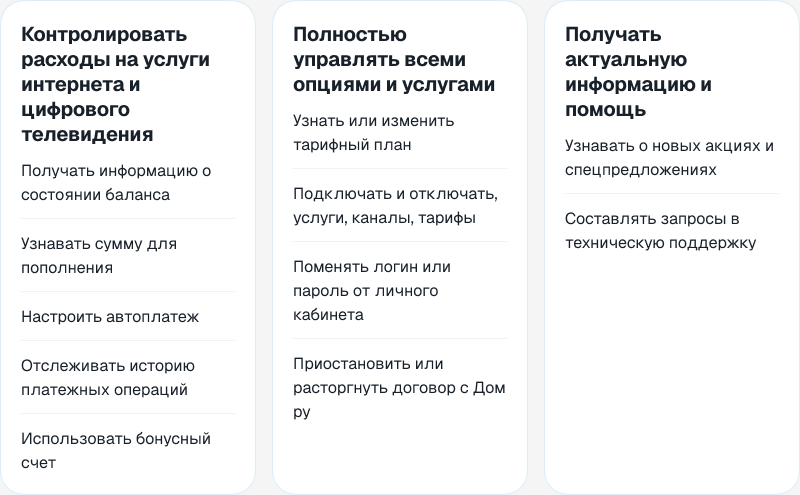 Контролировать
расходы на услуги
интернета и
цифрового
телевидения
Получать информацию о
состоянии баланса
Узнавать сумму для
пополнения
Настроить автоплатеж
Отслеживать историю
платежных операций
Использовать бонусный
счет
Полностью
управлять всеми
опциями и услугами
Узнать или изменить
тарифный план
Подключать и отключать,
услуги, каналы, тарифы
Поменять логин или
пароль от личного
кабинета
Приостановить или
расторгнуть договор с Дом
ру
Получать
актуальную
информацию и
помощь
Узнавать о новых акциях и
спецпредложениях
Составлять запросы в
техническую поддержку